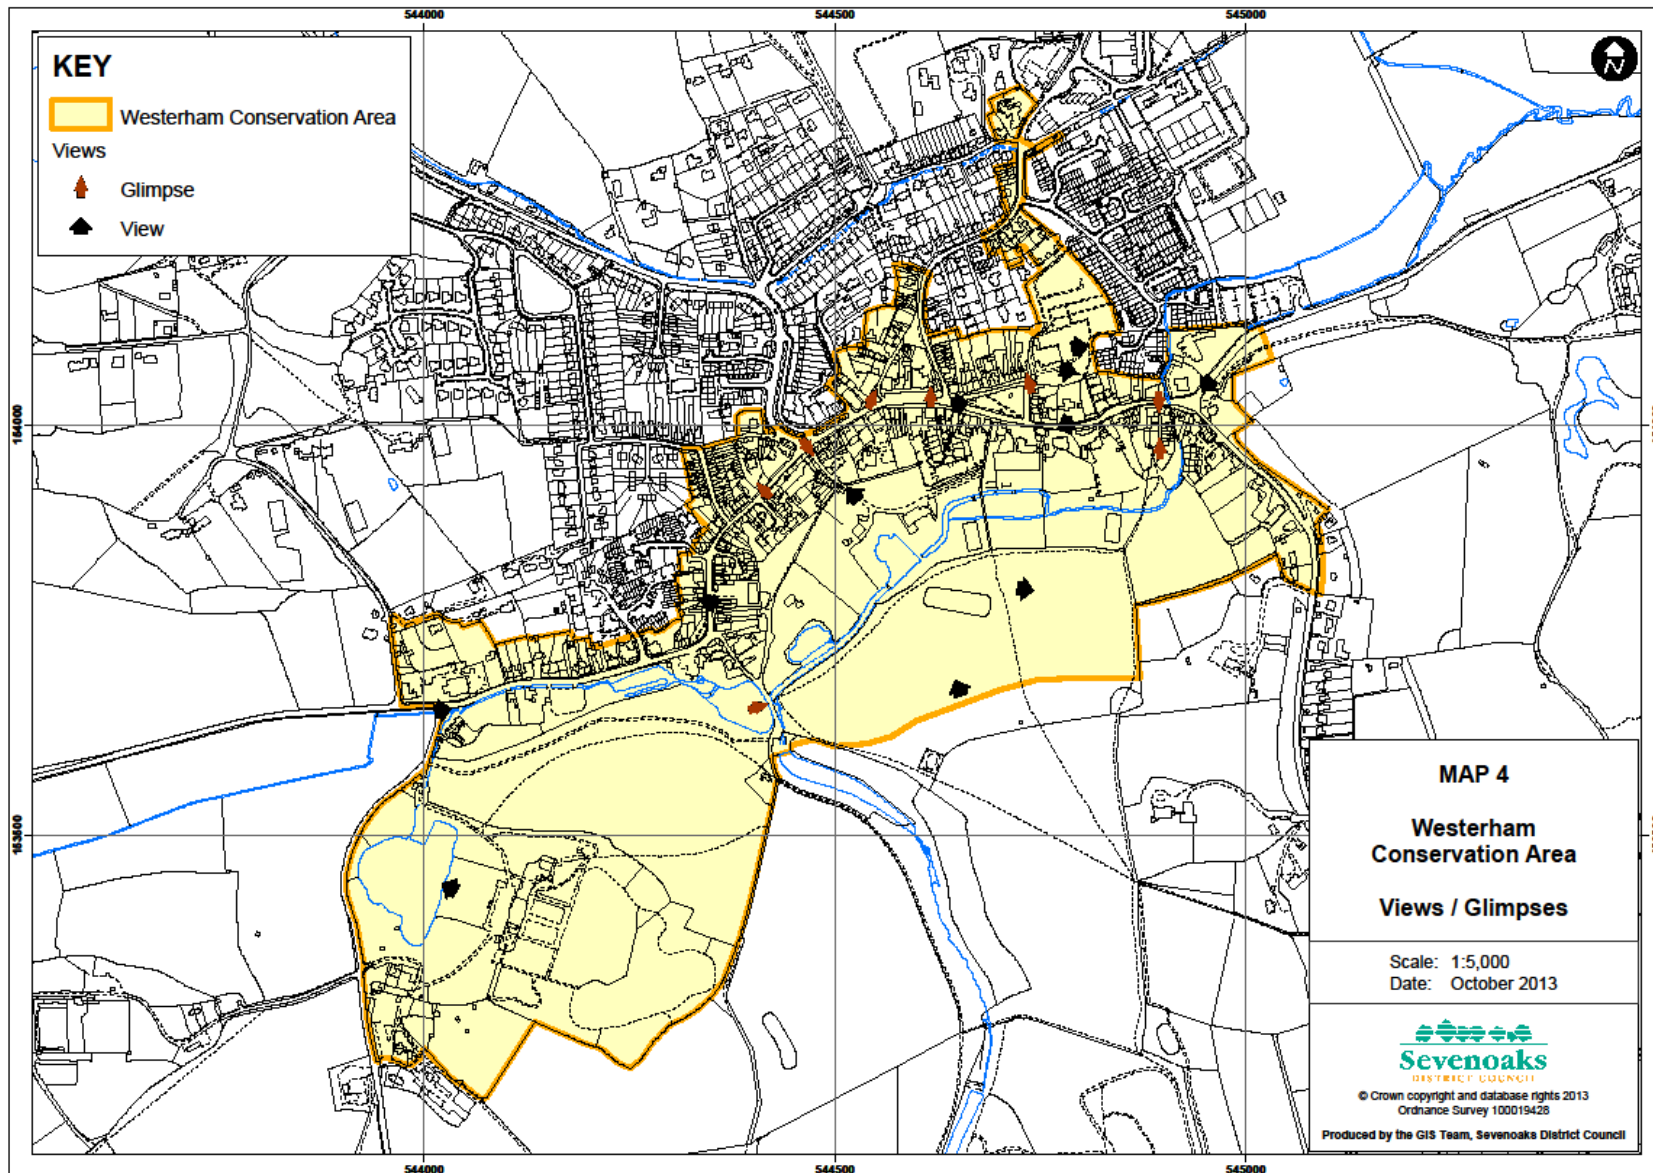 544000
544500
545000
KEY
Westerham Conservation Area
Views
Glimpse
View
N
164000
163500
MAP 4
Westerham
Conservation Area
Views / Glimpses
Scale: 1:5,000
Date: October 2013
Sevenoaks
DISTRICT COUNCIL
© Crown copyright and database rights 2013
Ordnance Survey 100019428
Produced by the GIS Team, Sevenoaks District Council
544000
544500
545000